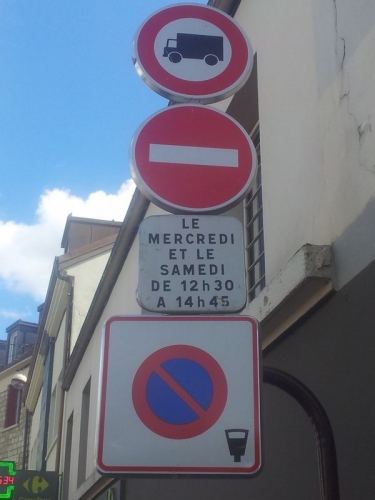 LE
MERCREDI
ET LE
SAMEDI
DE 12h30
A 14h45